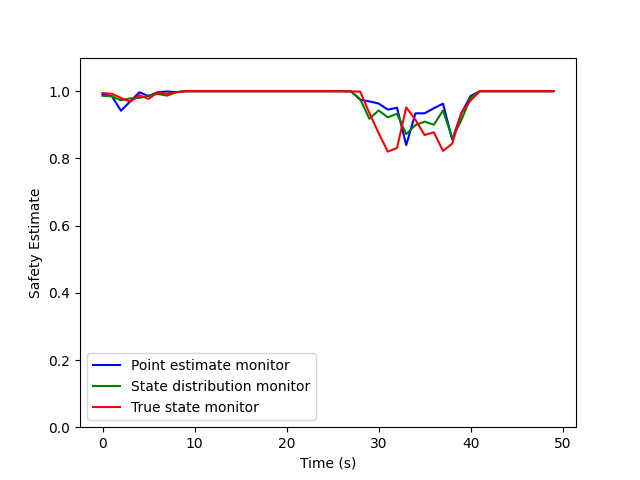 1.0
0.8
0.6
0.4
0.2
0.0
Safety Estimate
Point estimate monitor
State distribution monitor
True state monitor
0 10 20 30 40 50
Time (s)